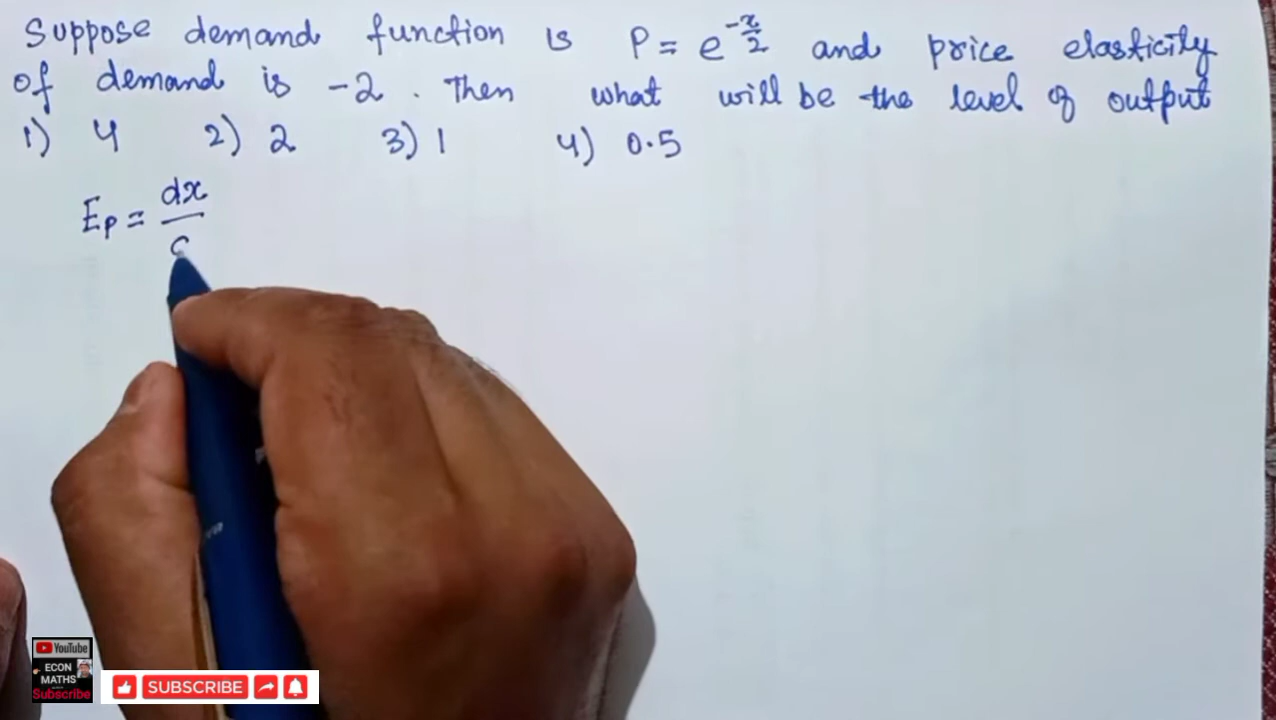 Suppose demand function is P = e^{-x/2} and price elasticity
of demand is -2. Then what will be the level of output
1) 4 2) 2 3) 1 4) 0.5
Ep = dx
YouTube
ECON
MATHS
Subscribe
SUBSCRIBE